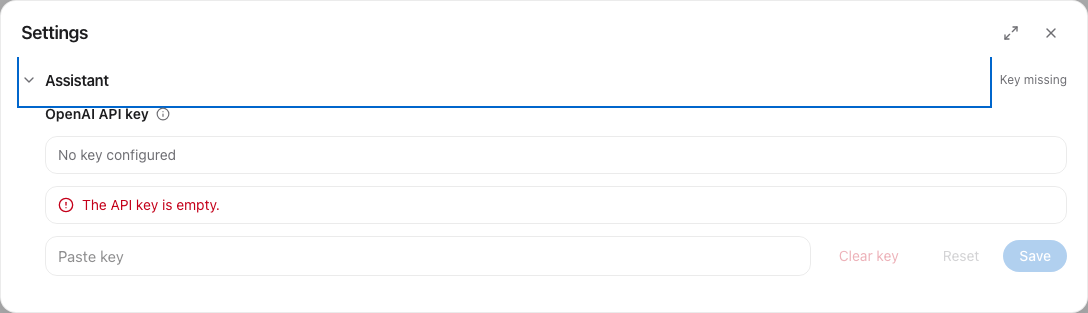 Settings
Assistant
Key missing
OpenAI API key
No key configured
The API key is empty.
Paste key
Clear key
Reset
Save